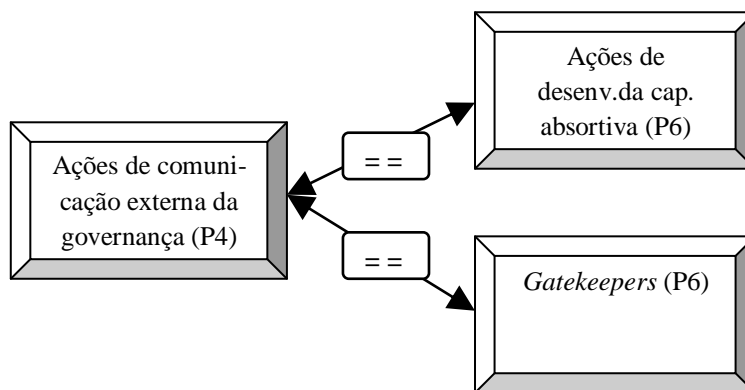 Ações de
desenv.da cap.
absortiva (P6)
= =
Ações de comuni-
cação externa da
governança (P4)
= =
Gatekeepers (P6)